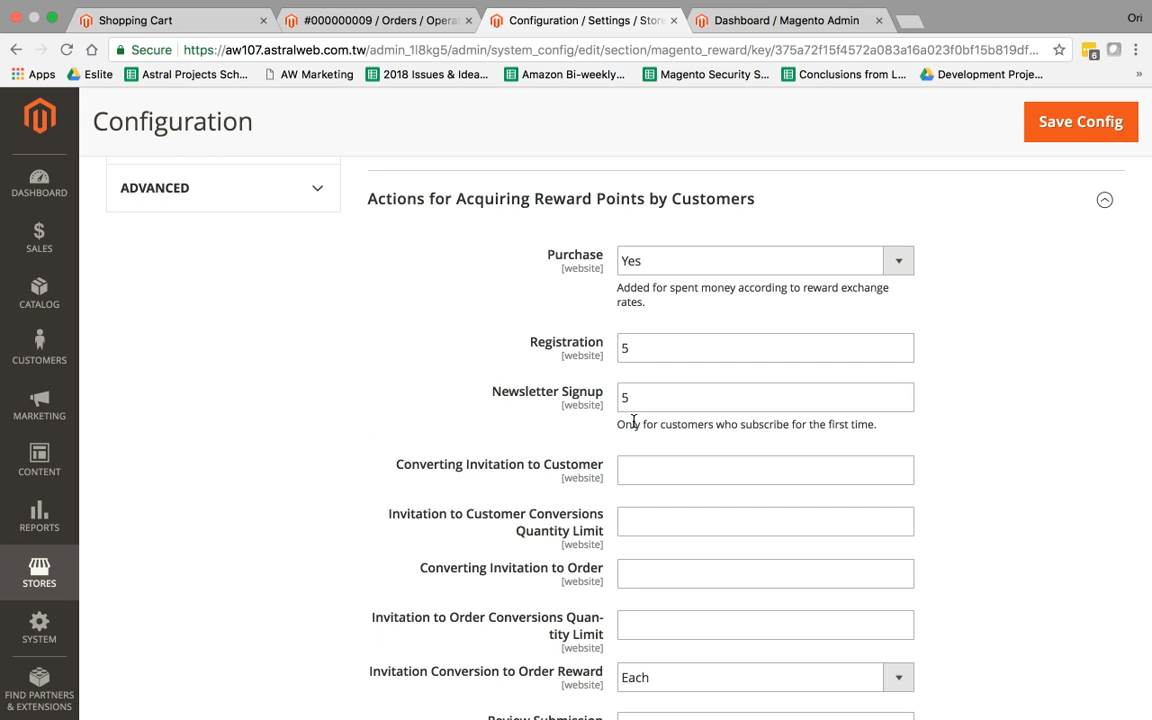 Shopping Cart
#000000009 / Orders / Opera
Configuration / Settings / Store
Dashboard / Magento Admin
Ori
Secure
https://aw107.astralweb.com.tw/admin_1l8kg5/admin/system_config/edit/section/magento_reward/key/375a72f15f4572a083a16a023f0bf15b819df...
6
Apps
Eslite
Astral Projects Sch...
AW Marketing
2018 Issues & Idea...
Amazon Bi-weekly...
Magento Security S...
Conclusions from L...
Development Proje...
»
Configuration
Save Config
DASHBOARD
SALES
CATALOG
CUSTOMERS
MARKETING
CONTENT
REPORTS
STORES
SYSTEM
FIND PARTNERS
& EXTENSIONS
ADVANCED
Actions for Acquiring Reward Points by Customers
Purchase
[website]
Yes
Added for spent money according to reward exchange
rates.
Registration
[website]
5
Newsletter Signup
[website]
5
Only for customers who subscribe for the first time.
Converting Invitation to Customer
[website]
Invitation to Customer Conversions
Quantity Limit
[website]
Converting Invitation to Order
[website]
Invitation to Order Conversions Quan-
tity Limit
[website]
Invitation Conversion to Order Reward
[website]
Each
Review Submission